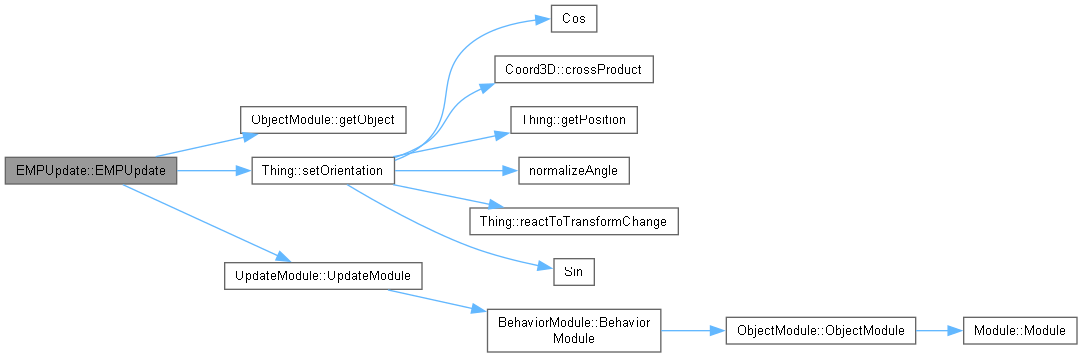 Cos
Coord3D::crossProduct
ObjectModule::getObject
Thing::getPosition
EMPUpdate::EMPUpdate
Thing::setOrientation
normalizeAngle
Thing::reactToTransformChange
UpdateModule::UpdateModule
Sin
BehaviorModule::Behavior
Module
ObjectModule::ObjectModule
Module::Module